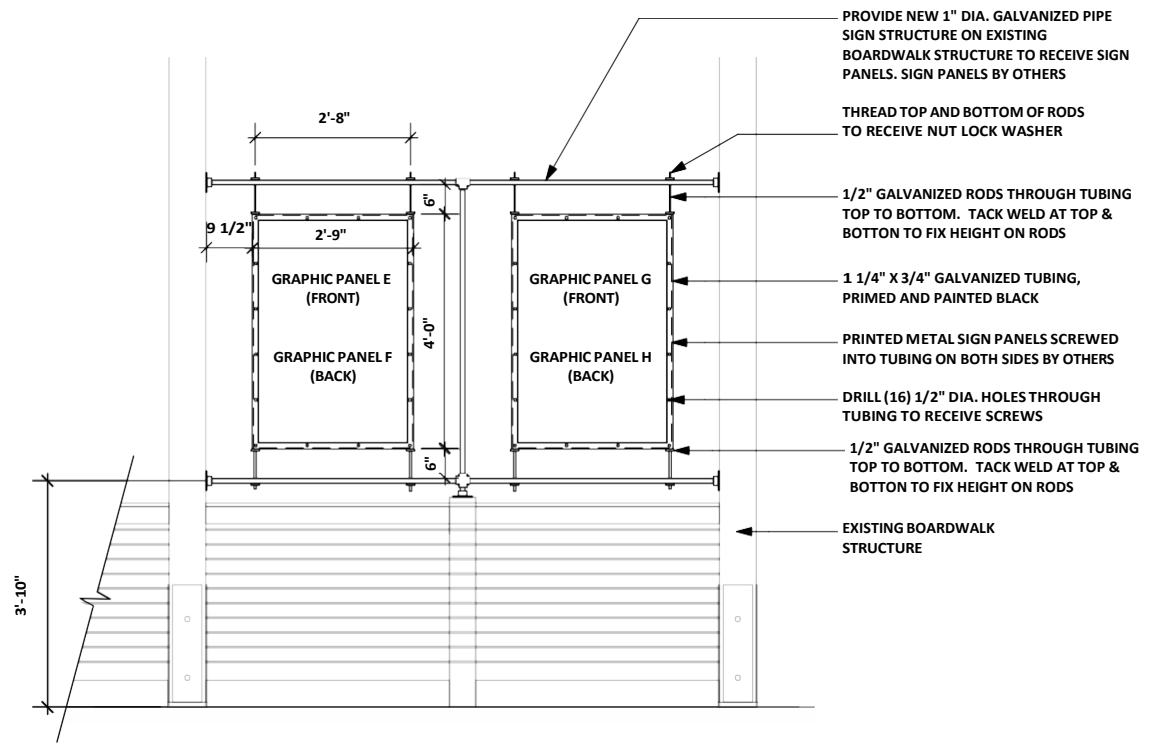 PROVIDE NEW 1" DIA. GALVANIZED PIPE
SIGN STRUCTURE ON EXISTING
BOARDWALK STRUCTURE TO RECEIVE SIGN
PANELS. SIGN PANELS BY OTHERS
THREAD TOP AND BOTTOM OF RODS
TO RECEIVE NUT LOCK WASHER
1/2" GALVANIZED RODS THROUGH TUBING
TOP TO BOTTOM. TACK WELD AT TOP &
BOTTON TO FIX HEIGHT ON RODS
1 1/4" X 3/4" GALVANIZED TUBING,
PRIMED AND PAINTED BLACK
PRINTED METAL SIGN PANELS SCREWED
INTO TUBING ON BOTH SIDES BY OTHERS
DRILL (16) 1/2" DIA. HOLES THROUGH
TUBING TO RECEIVE SCREWS
1/2" GALVANIZED RODS THROUGH TUBING
TOP TO BOTTOM. TACK WELD AT TOP &
BOTTON TO FIX HEIGHT ON RODS
EXISTING BOARDWALK
STRUCTURE
2'-8"
6"
9 1/2"
2'-9"
GRAPHIC PANEL E
(FRONT)
GRAPHIC PANEL F
(BACK)
4'-0"
GRAPHIC PANEL G
(FRONT)
GRAPHIC PANEL H
(BACK)
6"
3'-10"